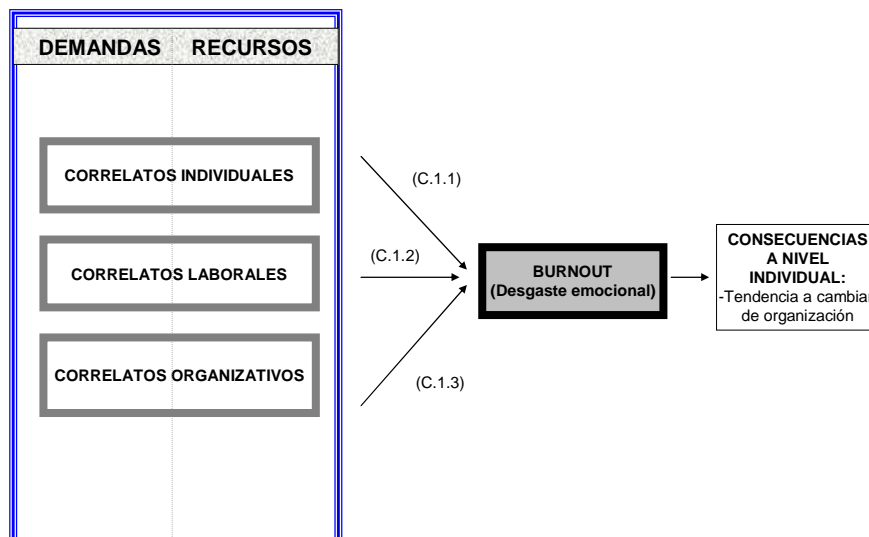 DEMANDAS RECURSOS
CORRELATOS INDIVIDUALES
(C.1.1)
CORRELATOS LABORALES
(C.1.2)
BURNOUT
(Desgaste emocional)
CONSECUENCIAS
A NIVEL
INDIVIDUAL:
-Tendencia a cambiar
de organización
CORRELATOS ORGANIZATIVOS
(C.1.3)